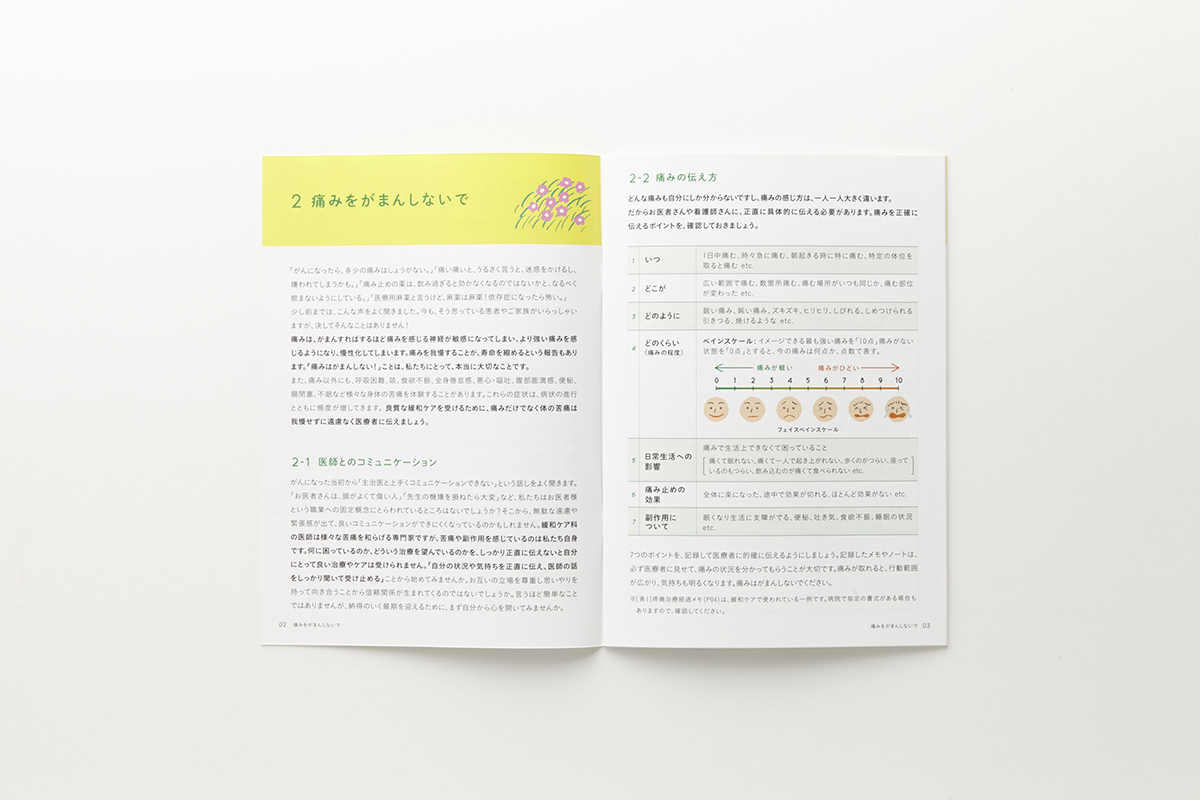 2 痛みをがまんしないで
「がんになったら、多少の痛みはしょうがない。」「痛い痛いと、うるさく言うと、迷惑をかけるし、
嫌われてしまうかも。」「痛み止めの薬は、飲み過ぎると効かなくなるのではないかと、なるべく
飲まないようにしている。」「医療用麻薬と言うけど、麻薬は麻薬！依存症になったら怖い。」
少し前までは、こんな声をよく聞きました。今も、そう思っている患者やご家族がいらっしゃい
ますが、決してそんなことはありません！
痛みは、がまんすればするほど痛みを感じる神経が敏感になってしまい、より強い痛みを感
じるようになり、慢性化してしまいます。痛みを我慢することが、寿命を縮めるという報告もあり
ます。「痛みはがまんしない！」ことは、私たちにとって、本当に大切なことです。
また、痛み以外にも、呼吸困難、咳、食欲不振、全身倦怠感、悪心・嘔吐、腹部膨満感、便秘、
腸閉塞、不眠など様々な身体の苦痛を体験することがあります。これらの症状は、病状の進行
とともに頻度が増してきます。良質な緩和ケアを受けるために、痛みだけでなく体の苦痛は
我慢せずに遠慮なく医療者に伝えましょう。
2-1 医師とのコミュニケーション
がんになった当初から「主治医と上手くコミュニケーションできない」という話しをよく聞きます。
「お医者さんは、頭がよくて偉い人」「先生の機嫌を損ねたら大変」など、私たちはお医者様
という職業への固定概念にとらわれているところはないでしょうか？そこから、無駄な遠慮や
緊張感が出て、良いコミュニケーションができにくくなっているのかもしれません。緩和ケア科
の医師は様々な苦痛を和らげる専門家ですが、苦痛や副作用を感じているのは私たち自身
です。何に困っているのか、どういう治療を望んでいるのかを、しっかり正直に伝えないと自分
にとって良い治療やケアは受けられません。「自分の状況や気持ちを正直に伝え、医師の話
をしっかり聞いて受け止める」ことから始めてみませんか。お互いの立場を尊重し思いやりを
持って向き合うことから信頼関係が生まれてくるのではないでしょうか。言うほど簡単なこと
ではありませんが、納得のいく最期を迎えるために、まず自分から心を開いてみませんか。
02 痛みをがまんしないで
2-2 痛みの伝え方
どんな痛みも自分にしか分からないですし、痛みの感じ方は、一人一人大きく違います。
だからお医者さんや看護師さんに、正直に具体的に伝える必要があります。痛みを正確に
伝えるポイントを、確認しておきましょう。
1 いつ
1日中痛む、時々急に痛む、朝起きる時に特に痛む、特定の体位を
取ると痛む etc.
2 どこが
広い範囲で痛む、数箇所痛む、痛む場所がいつも同じか、痛む部位
が変わった etc.
3 どのように
鋭い痛み、鈍い痛み、ズキズキ、ヒリヒリ、しびれる、しめつけられる
引きつる、焼けるような etc.
4 どのくらい
（痛みの程度）
ペインスケール：イメージできる最も強い痛みを「10点」痛みがない
状態を「0点」とすると、今の痛みは何点か、点数で表す。
痛みが軽い 痛みがひどい
0 1 2 3 4 5 6 7 8 9 10
フェイスペインスケール
5 日常生活への
影響
痛みで生活上できなくて困っていること
[痛くて眠れない、痛くて一人で起き上がれない、歩くのがつらい、座って
いるのもつらい、飲み込むのが痛くて食べられない etc.]
6 痛み止めの
効果
全体に楽になった、途中で効果が切れる、ほとんど効果がない etc.
7 副作用に
ついて
眠くなり生活に支障がでる、便秘、吐き気、食欲不振、睡眠の状況
etc.
7つのポイントを、記録して医療者に的確に伝えるようにしましょう。記録したメモやノートは、
必ず医療者に見せて、痛みの状況を分かってもらうことが大切です。痛みが取れると、行動範囲
が広がり、気持ちも明るくなります。痛みはがまんしないでください。
※[表1]疼痛治療経過メモ（P04）は、緩和ケアで使われている一例です。病院で指定の書式がある場合も
ありますので、確認してください。
痛みをがまんしないで 03